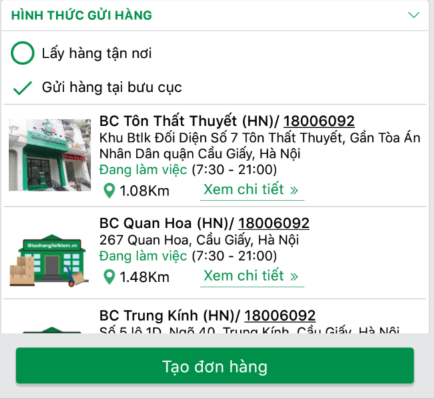 HÌNH THỨC GỬI HÀNG
Lấy hàng tận nơi
Gửi hàng tại bưu cục
BC Tôn Thất Thuyết (HN)/ 18006092
Khu Btlk Đối Diện Số 7 Tôn Thất Thuyết, Gần Tòa Án
Nhân Dân quận Cầu Giấy, Hà Nội
Đang làm việc (7:30 - 21:00)
1.08Km Xem chi tiết »
BC Quan Hoa (HN)/ 18006092
267 Quan Hoa, Cầu Giấy, Hà Nội
Đang làm việc (7:30 - 21:00)
1.48Km Xem chi tiết »
BC Trung Kính (HN)/ 18006092
Số 5 lô 1D, Ngõ 40, Trung Kính, Cầu Giấy, Hà Nội
Tạo đơn hàng